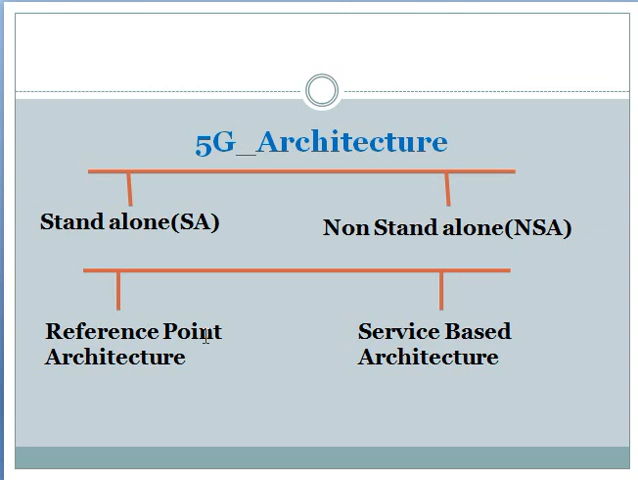 5G_Architecture
Stand alone(SA)
Non Stand alone(NSA)
Reference Point
Architecture
Service Based
Architecture